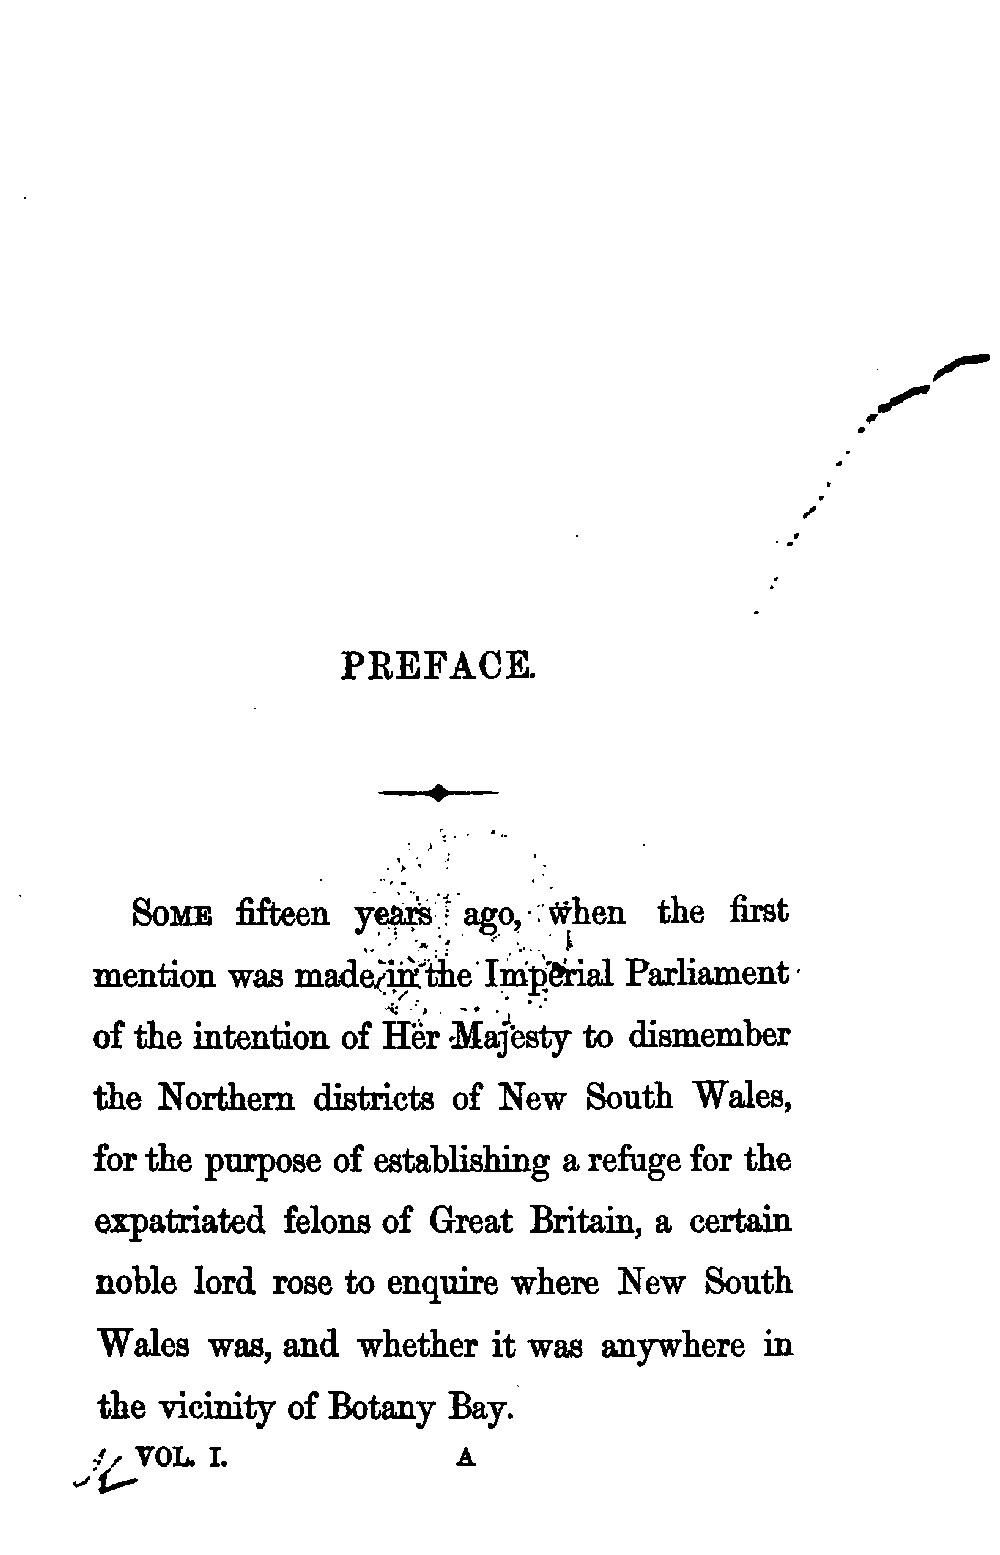 PREFACE.
SOME fifteen years ago, when the first
mention was made in the Imperial Parliament
of the intention of Her Majesty to dismember
the Northern districts of New South Wales,
for the purpose of establishing a refuge for the
expatriated felons of Great Britain, a certain
noble lord rose to enquire where New South
Wales was, and whether it was anywhere in
the vicinity of Botany Bay.
VOL. I. A